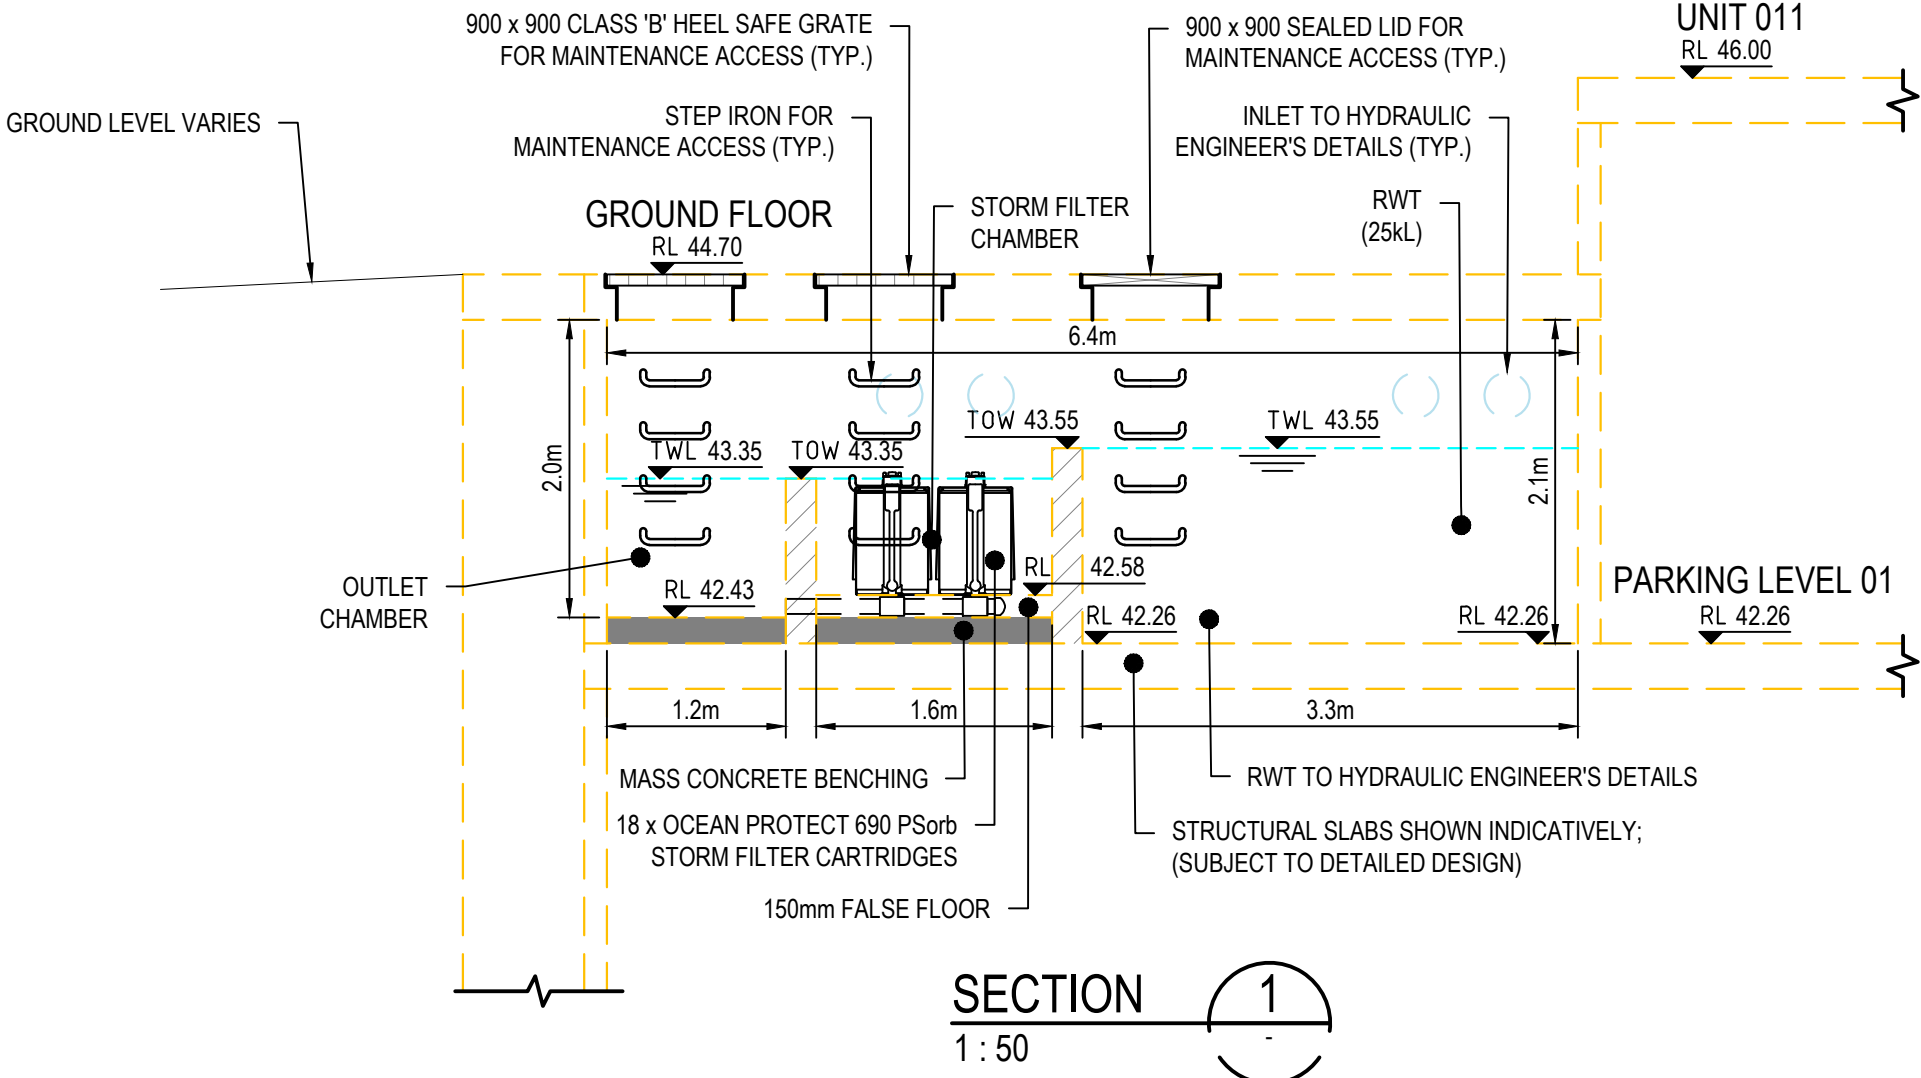 900 x 900 CLASS 'B' HEEL SAFE GRATE
FOR MAINTENANCE ACCESS (TYP.)
900 x 900 SEALED LID FOR
MAINTENANCE ACCESS (TYP.)
UNIT 011
RL 46.00
GROUND LEVEL VARIES
STEP IRON FOR
MAINTENANCE ACCESS (TYP.)
INLET TO HYDRAULIC
ENGINEER'S DETAILS (TYP.)
GROUND FLOOR
RL 44.70
STORM FILTER
CHAMBER
RWT
(25kL)
6.4m
2.0m
TWL 43.35
TOW 43.35
TOW 43.55
TWL 43.55
2.1m
OUTLET
CHAMBER
RL 42.43
RL 42.58
RL 42.26
RL 42.26
PARKING LEVEL 01
RL 42.26
1.2m
1.6m
3.3m
MASS CONCRETE BENCHING
RWT TO HYDRAULIC ENGINEER'S DETAILS
18 x OCEAN PROTECT 690 PSorb
STORM FILTER CARTRIDGES
STRUCTURAL SLABS SHOWN INDICATIVELY;
(SUBJECT TO DETAILED DESIGN)
150mm FALSE FLOOR
SECTION
1
1 : 50
-